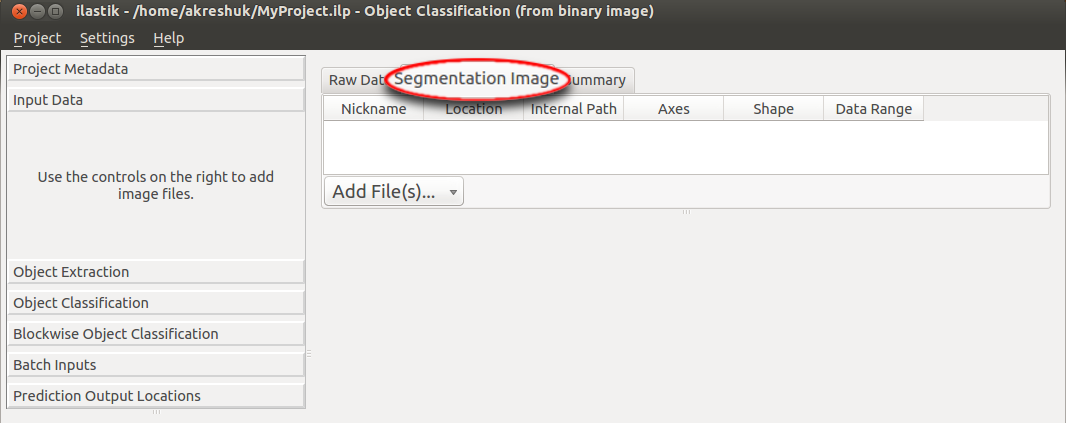 ilastik - /home/akreshuk/MyProject.ilp - Object Classification (from binary image)
Project Settings Help
Project Metadata
Input Data
Use the controls on the right to add
image files.
Object Extraction
Object Classification
Blockwise Object Classification
Batch Inputs
Prediction Output Locations
Raw Dat Segmentation Image ummary
Nickname Location Internal Path Axes Shape Data Range
Add File(s)...